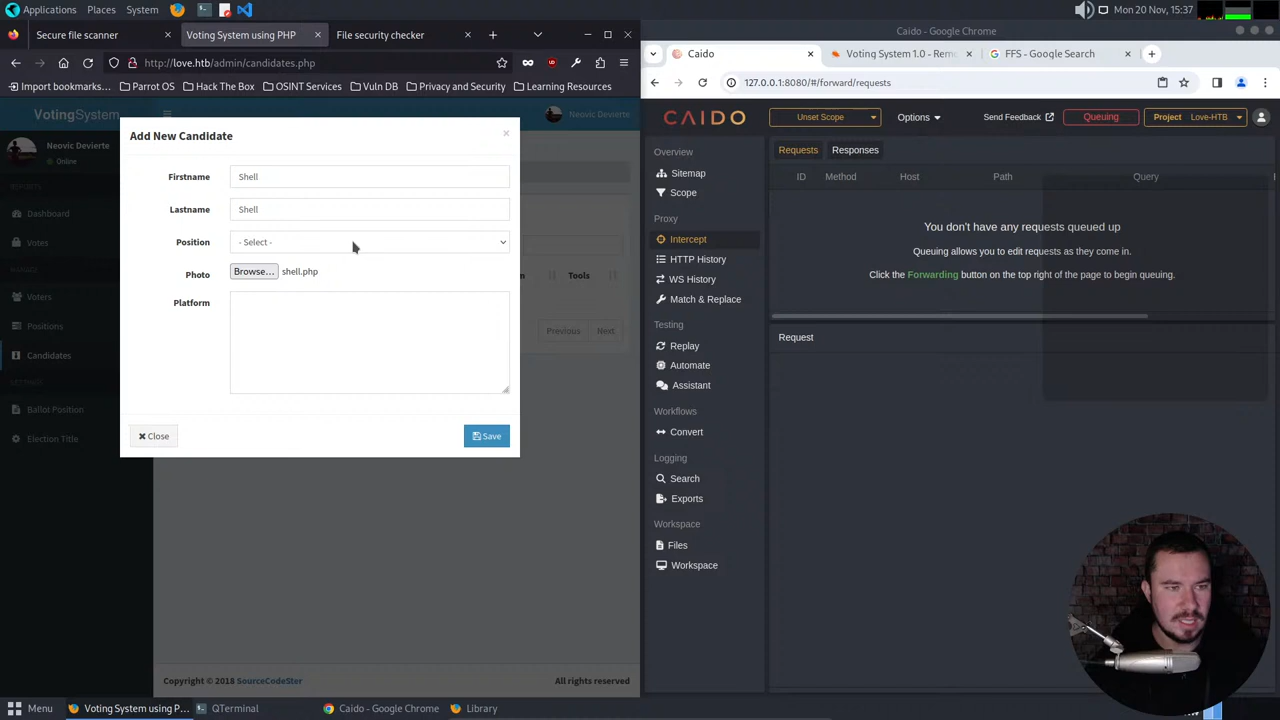 Applications Places System
Mon 20 Nov, 15:37
Secure file scanner
Voting System using PHP
File security checker
http://love.htb/admin/candidates.php
Import bookmarks... Parrot OS Hack The Box OSINT Services Vuln DB Privacy and Security Learning Resources
VotingSystem
Neovic Devierte
Neovic Devierte
Online
REPORTS
Dashboard
Votes
MANAGE
Voters
Positions
Candidates
SETTINGS
Ballot Position
Election Title
Add New Candidate
Firstname
Shell
Lastname
Shell
Position
- Select -
Photo
Browse... shell.php
Platform
Close
Save
Tools
Previous Next
Copyright © 2018 SourceCodeSter
All rights reserved
Caido - Google Chrome
Caido
Voting System 1.0 - Remo
FFS - Google Search
127.0.0.1:8080/#/forward/requests
CAIDO
Unset Scope
Options
Send Feedback
Queuing
Project Love-HTB
Overview
Sitemap
Scope
Proxy
Intercept
HTTP History
WS History
Match & Replace
Testing
Replay
Automate
Assistant
Workflows
Convert
Logging
Search
Exports
Workspace
Files
Workspace
Requests Responses
ID Method Host Path Query
You don't have any requests queued up
Queuing allows you to edit requests as they come in.
Click the Forwarding button on the top right of the page to begin queuing.
Request
Menu
Voting System using P...
QTerminal
Caido - Google Chrome
Library